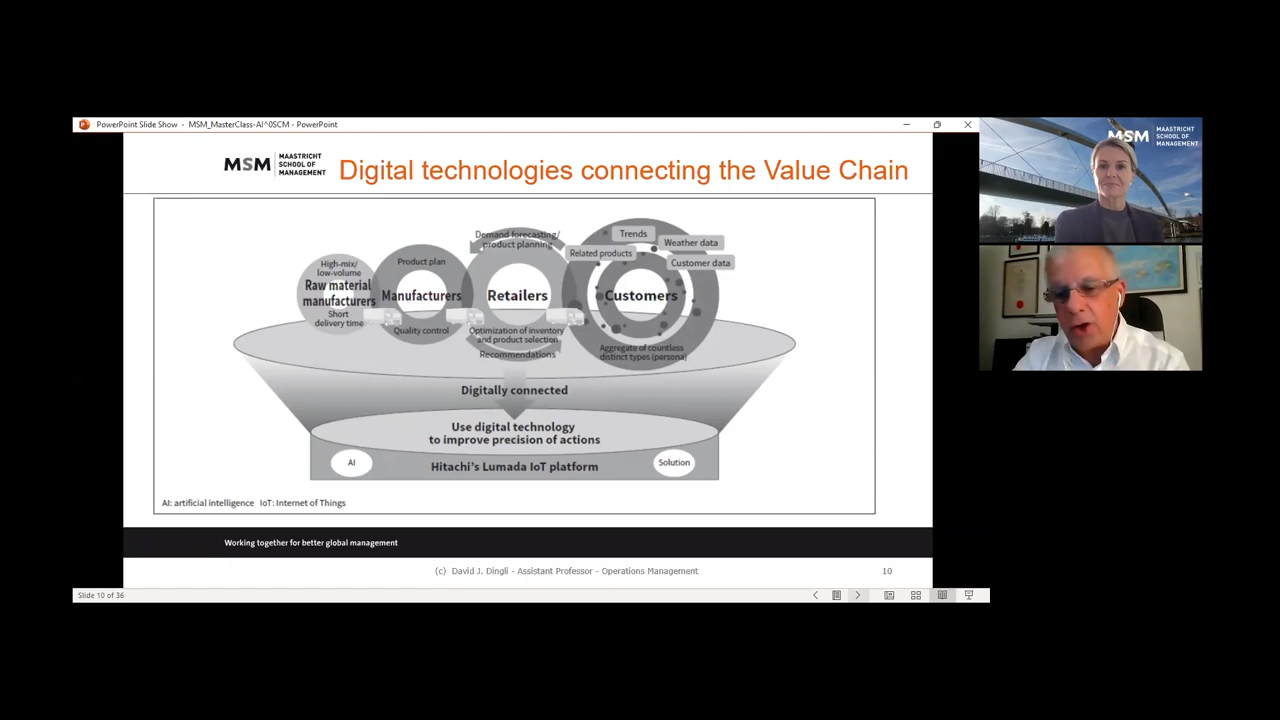 PowerPoint Slide Show - MSM_MasterClass-AI^0SCM - PowerPoint
MSM
MAASTRICHT
SCHOOL OF
MANAGEMENT
Digital technologies connecting the Value Chain
High-mix/
low-volume
Raw material
manufacturers
Short
delivery time
Product plan
Manufacturers
Quality control
Demand forecasting/
product planning
Retailers
Optimization of inventory
and product selection
Recommendations
Trends
Related products
Weather data
Customer data
Customers
Aggregate of countless
distinct types (persona)
Digitally connected
Use digital technology
to improve precision of actions
AI
Hitachi's Lumada IoT platform
Solution
AI: artificial intelligence IoT: Internet of Things
Working together for better global management
(c) David J. Dingli - Assistant Professor - Operations Management
10
Slide 10 of 36
MSM
MAASTRICHT
SCHOOL OF
MANAGEMENT